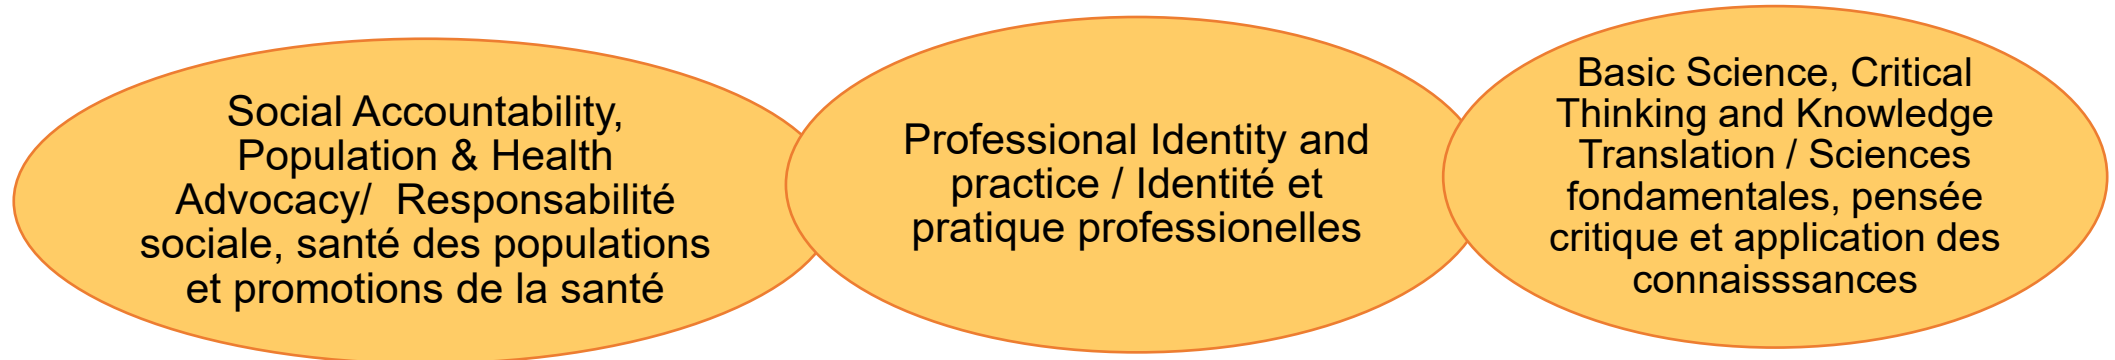 Social Accountability,
Population & Health
Advocacy/  Responsabilité
sociale, santé des populations
et promotions de la santé
Professional Identity and
practice / Identité et
pratique professionelles
Basic Science, Critical
Thinking and Knowledge
Translation / Sciences
fondamentales, pensée
critique et application des
connaisssances